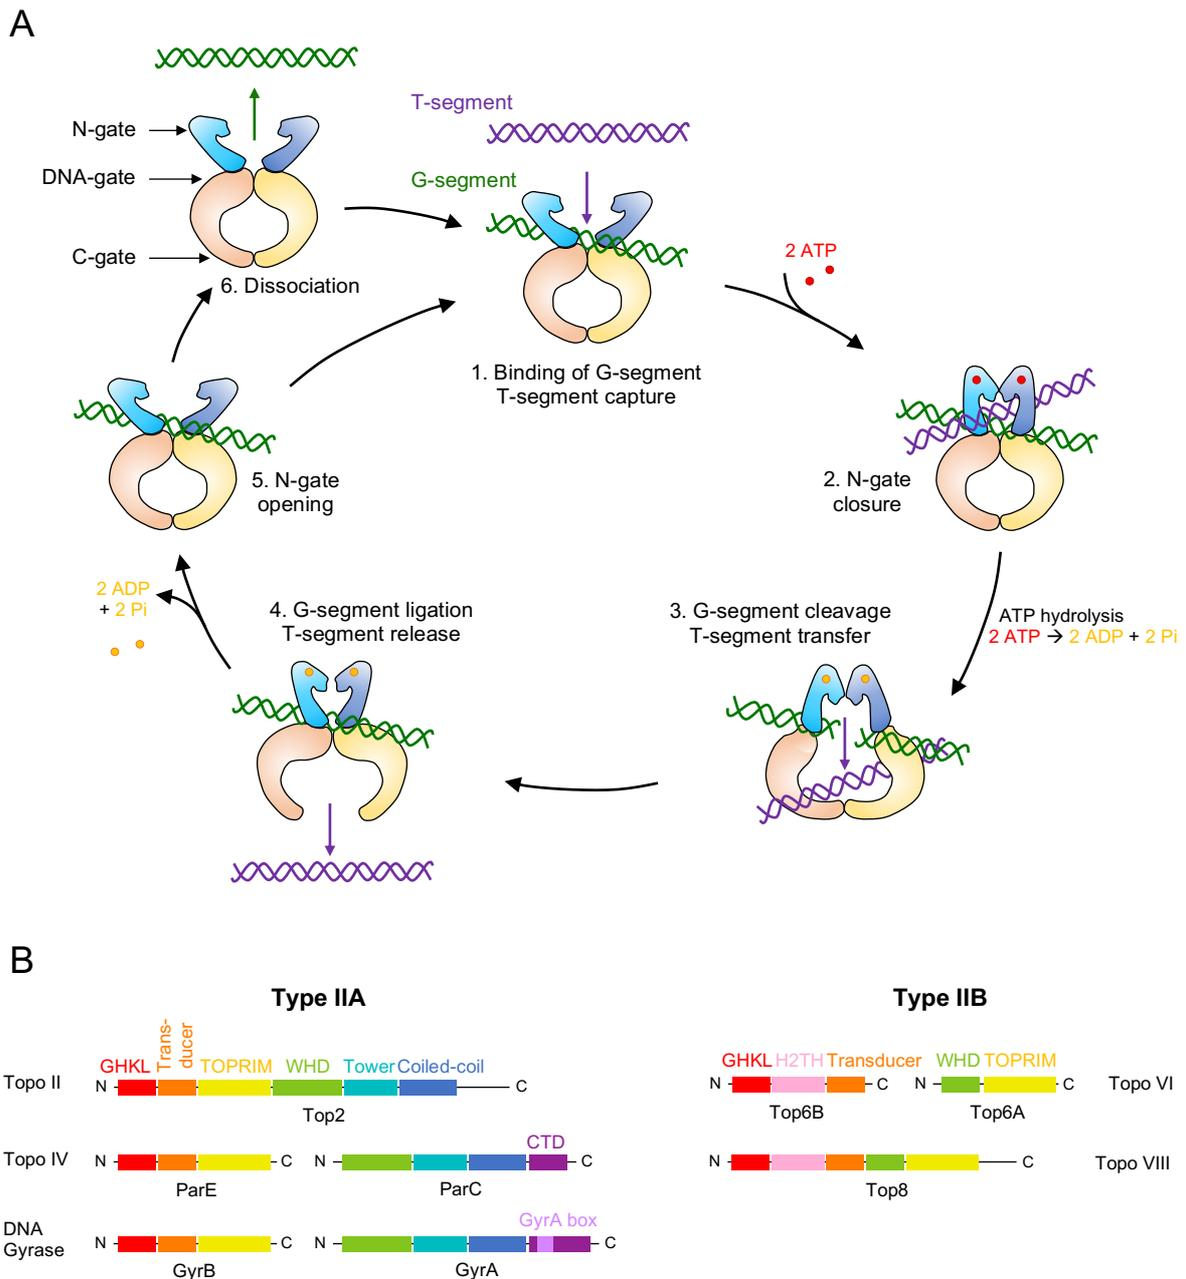 A
T-segment
N-gate
DNA-gate
G-segment
C-gate
6. Dissociation
2 ATP
1. Binding of G-segment
T-segment capture
5. N-gate
opening
2. N-gate
closure
2 ADP
+ 2 Pi
4. G-segment ligation
T-segment release
3. G-segment cleavage
T-segment transfer
ATP hydrolysis
2 ATP → 2 ADP + 2 Pi
B
Type IIA
Trans-
ducer
GHKL TOPRIM WHD Tower Coiled-coil
Topo II N C
Top2
CTD
Topo IV N C N C
ParE ParC
GyrA box
DNA
Gyrase N C N C
GyrB GyrA
Type IIB
GHKL H2TH Transducer WHD TOPRIM
N C N C Topo VI
Top6B Top6A
N C Topo VIII
Top8